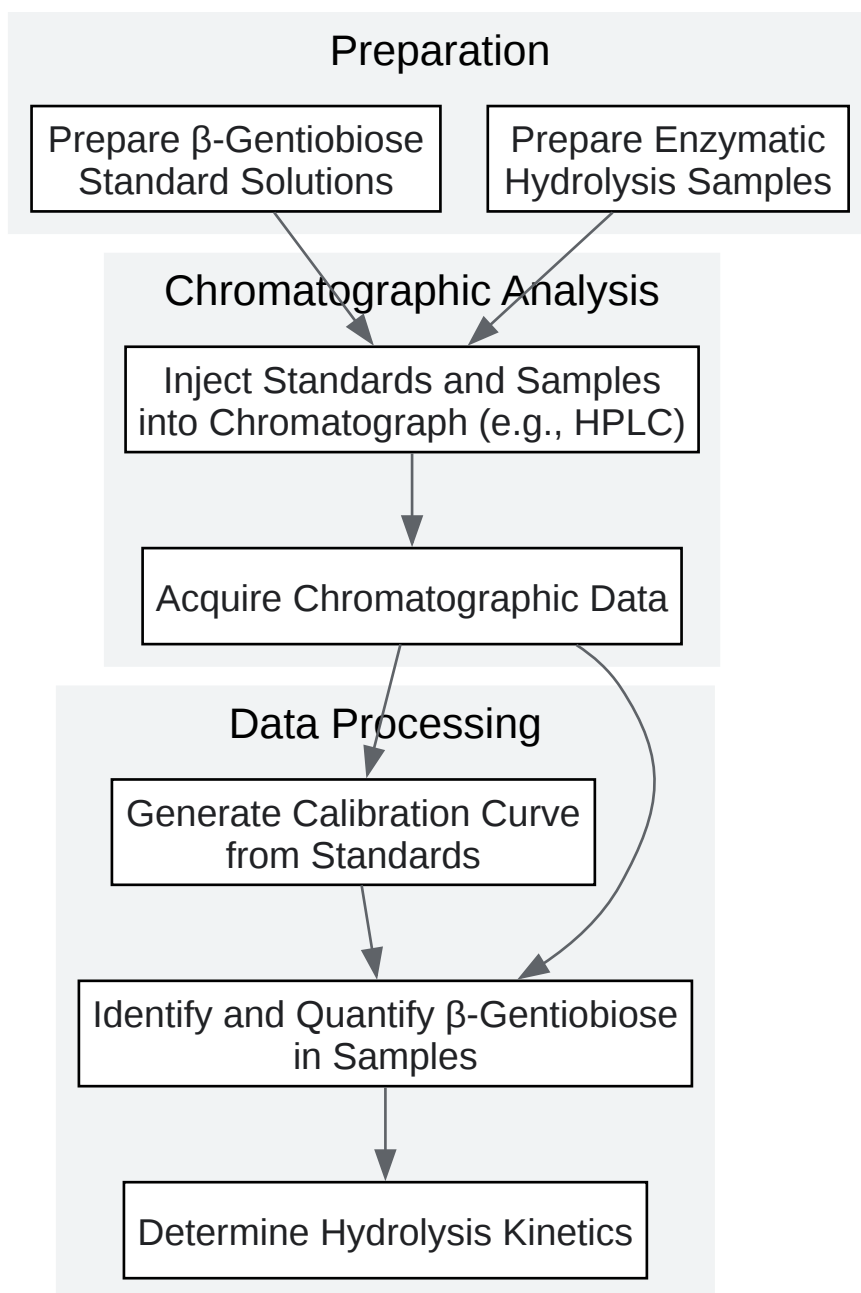 Preparation
Prepare β-Gentiobiose
Standard Solutions
Prepare Enzymatic
Hydrolysis Samples
Chromatographic Analysis
Inject Standards and Samples
into Chromatograph (e.g., HPLC)
Acquire Chromatographic Data
Data Processing
Generate Calibration Curve
from Standards
Identify and Quantify β-Gentiobiose
in Samples
Determine Hydrolysis Kinetics